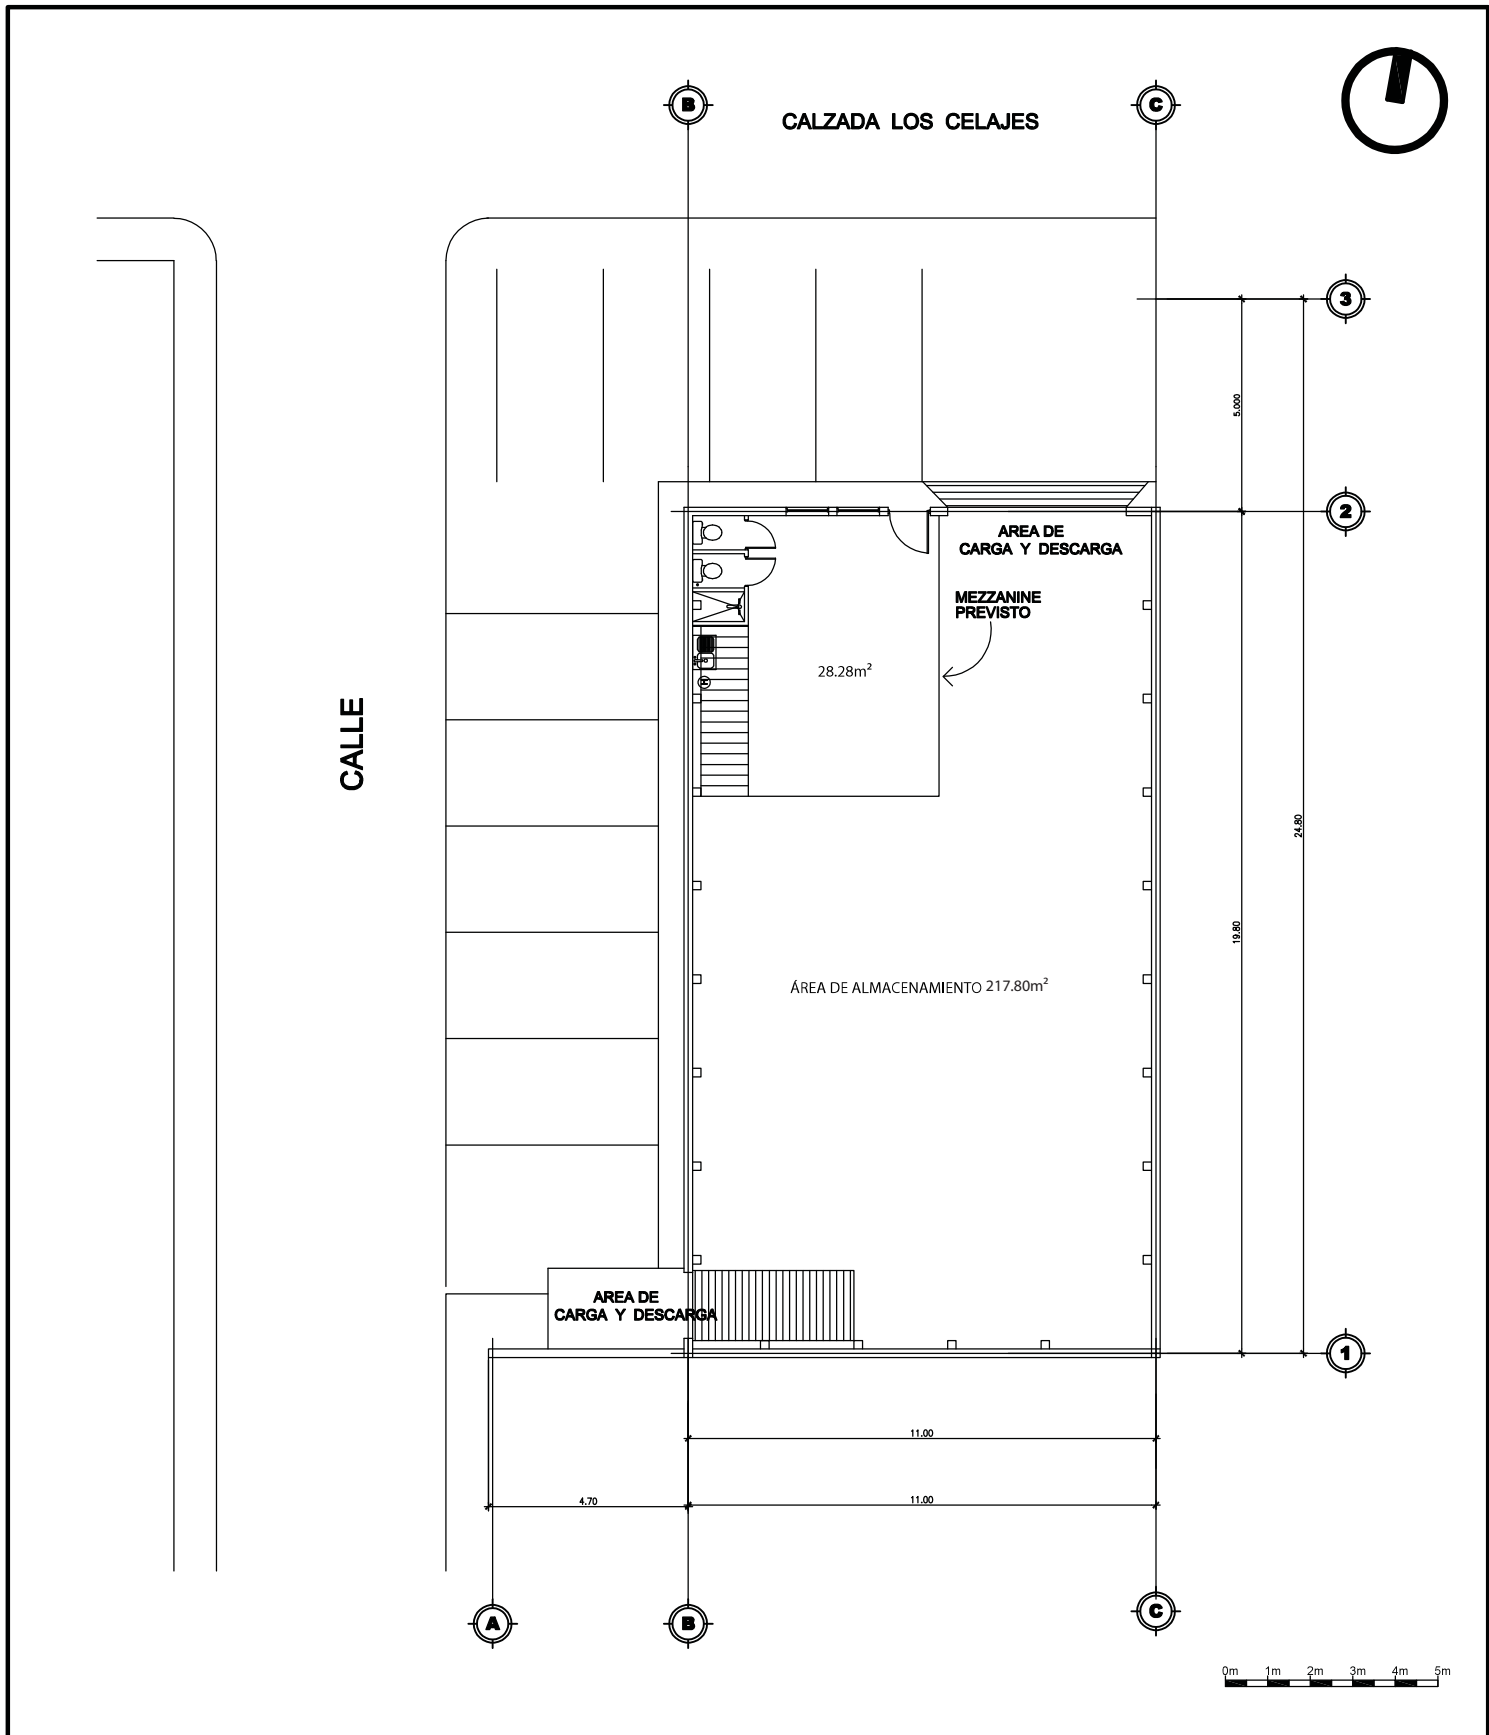 B
CALZADA LOS CELAJES
C
3
5.000
2
AREA DE
CARGA Y DESCARGA
MEZZANINE
PREVISTO
28.28m²
H
CALLE
24.80
19.80
ÁREA DE ALMACENAMIENTO 217.80m²
AREA DE
CARGA Y DESCARGA
1
11.00
4.70
11.00
A
B
C
0m 1m 2m 3m 4m 5m